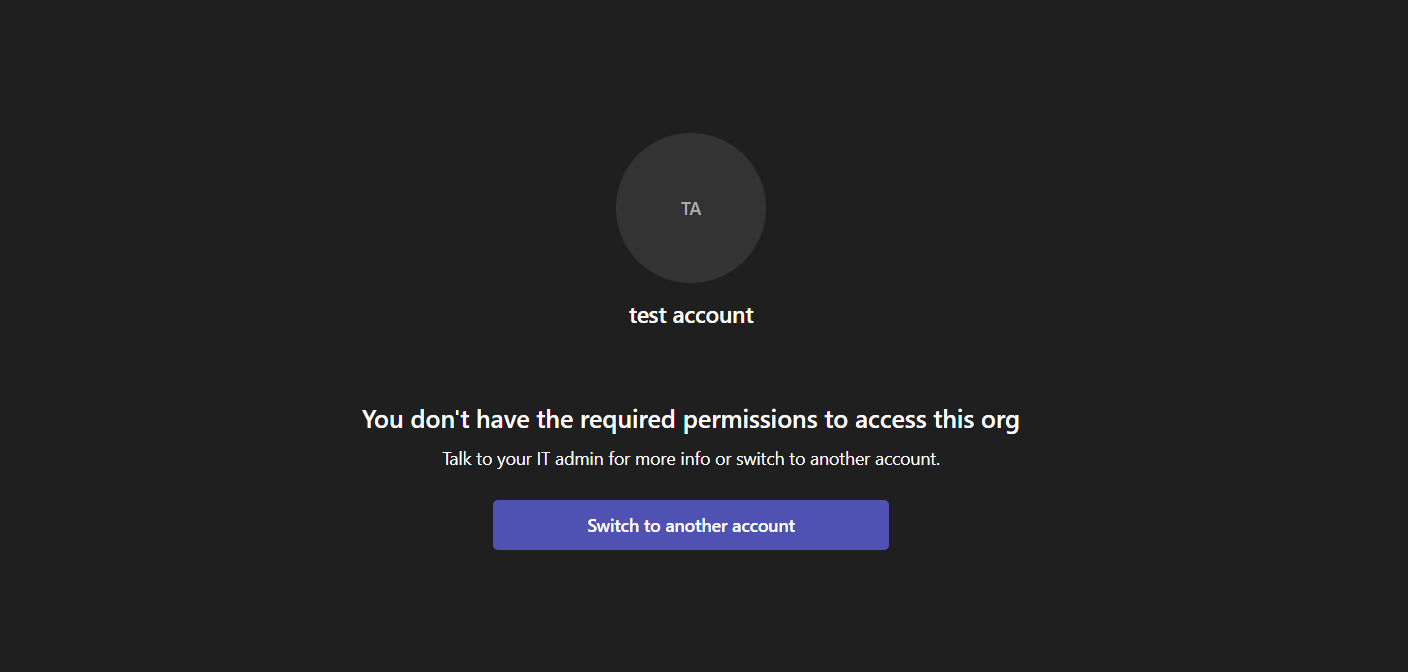 TA
test account
You don't have the required permissions to access this org
Talk to your IT admin for more info or switch to another account.
Switch to another account